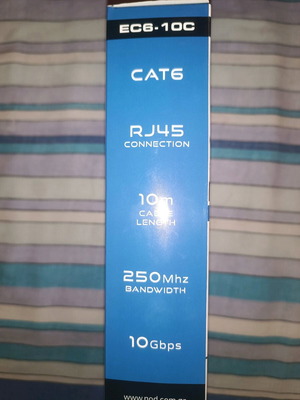 EC6-10C
CAT6
RJ45
CONNECTION
10m
CABLE
LENGTH
250Mhz
BANDWIDTH
10Gbps